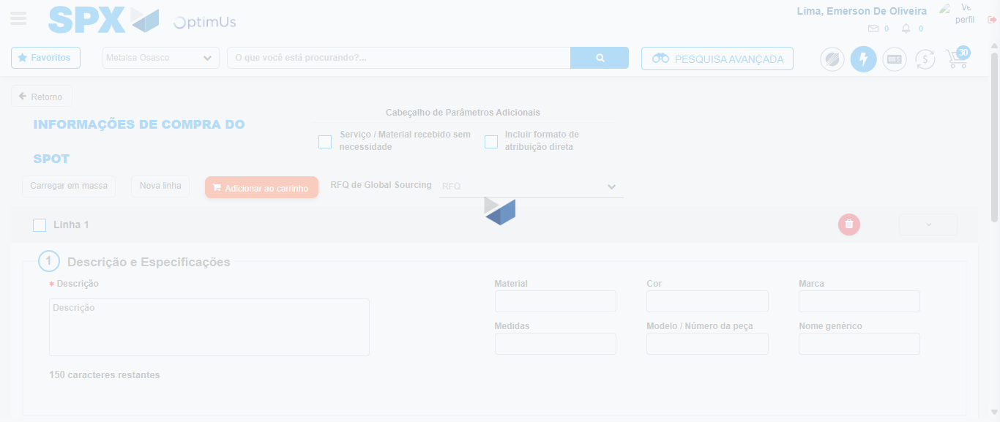 Lima, Emerson De Oliveira
SPX
OptimUs
perfil
0
0
Favoritos
Metalsa Osasco
O que você está procurando?...
PESQUISA AVANÇADA
30
Retorno
INFORMAÇÕES DE COMPRA DO
SPOT
Cabeçalho de Parâmetros Adicionais
Serviço / Material recebido sem
necessidade
Incluir formato de
atribuição direta
Carregar em massa
Nova linha
Adicionar ao carrinho
RFQ de Global Sourcing
RFQ
Linha 1
1
Descrição e Especificações
* Descrição
Descrição
150 caracteres restantes
Material
Cor
Marca
Medidas
Modelo / Número da peça
Nome genérico